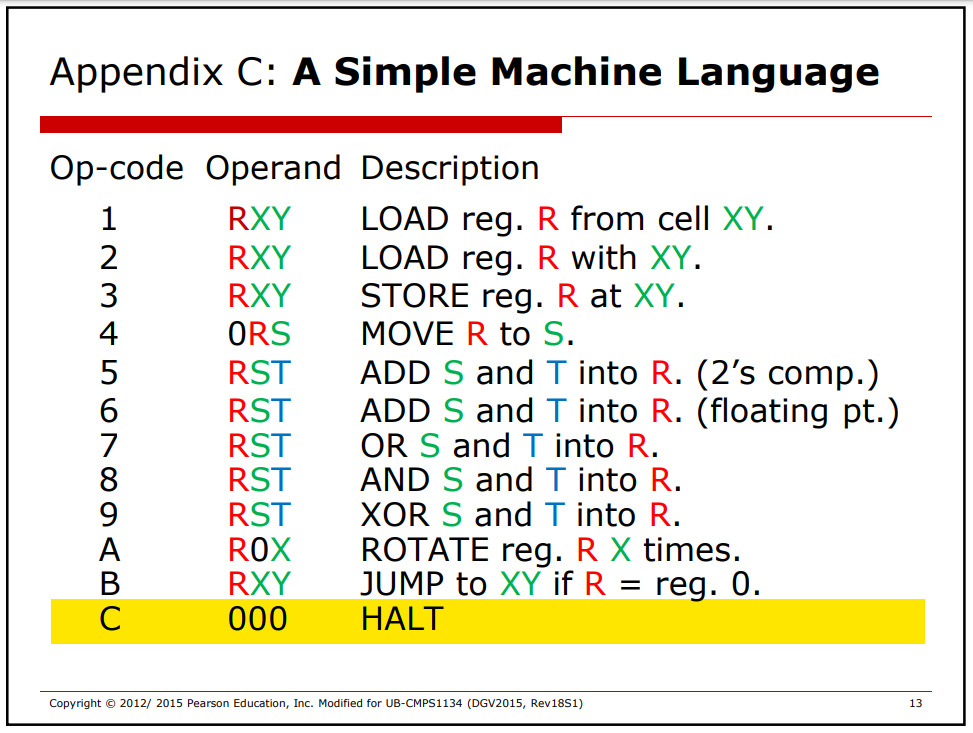 Appendix C: A Simple Machine Language
Op-code Operand Description
1 RXY LOAD reg. R from cell XY.
2 RXY LOAD reg. R with XY.
3 RXY STORE reg. R at XY.
4 0RS MOVE R to S.
5 RST ADD S and T into R. (2’s comp.)
6 RST ADD S and T into R. (floating pt.)
7 RST OR S and T into R.
8 RST AND S and T into R.
9 RST XOR S and T into R.
A R0X ROTATE reg. R X times.
B RXY JUMP to XY if R = reg. 0.
C 000 HALT
Copyright © 2012/ 2015 Pearson Education, Inc. Modified for UB-CMPS1134 (DGV2015, Rev18S1) 13